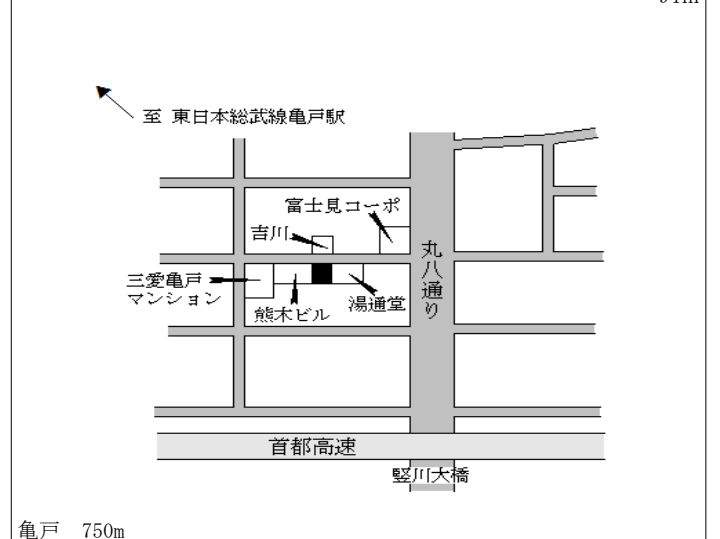 至 東日本総武線亀戸駅
富士見コーポ
吉川
丸八通り
三愛亀戸
マンション
湯通堂
熊木ビル
首都高速
竪川大橋
亀戸 750m